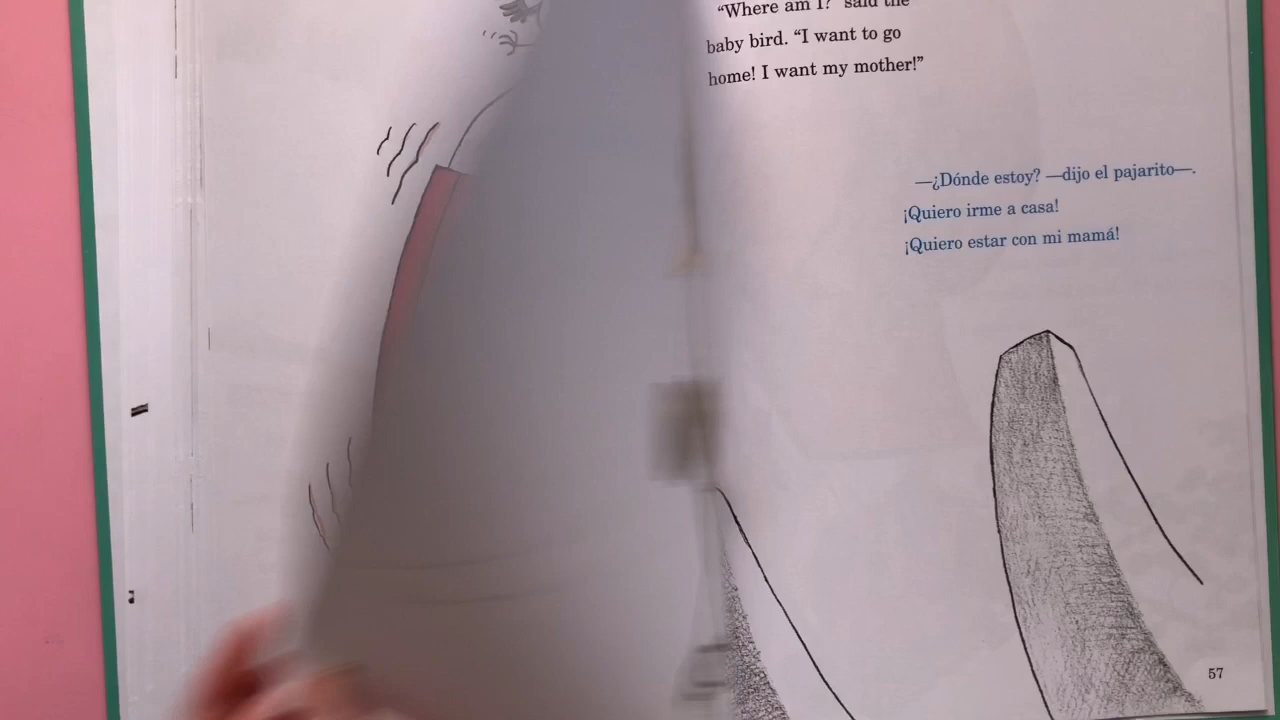 “Where am I?” said the
baby bird. “I want to go
home! I want my mother!”
—¿Dónde estoy? —dijo el pajarito—.
¡Quiero irme a casa!
¡Quiero estar con mi mamá!
57